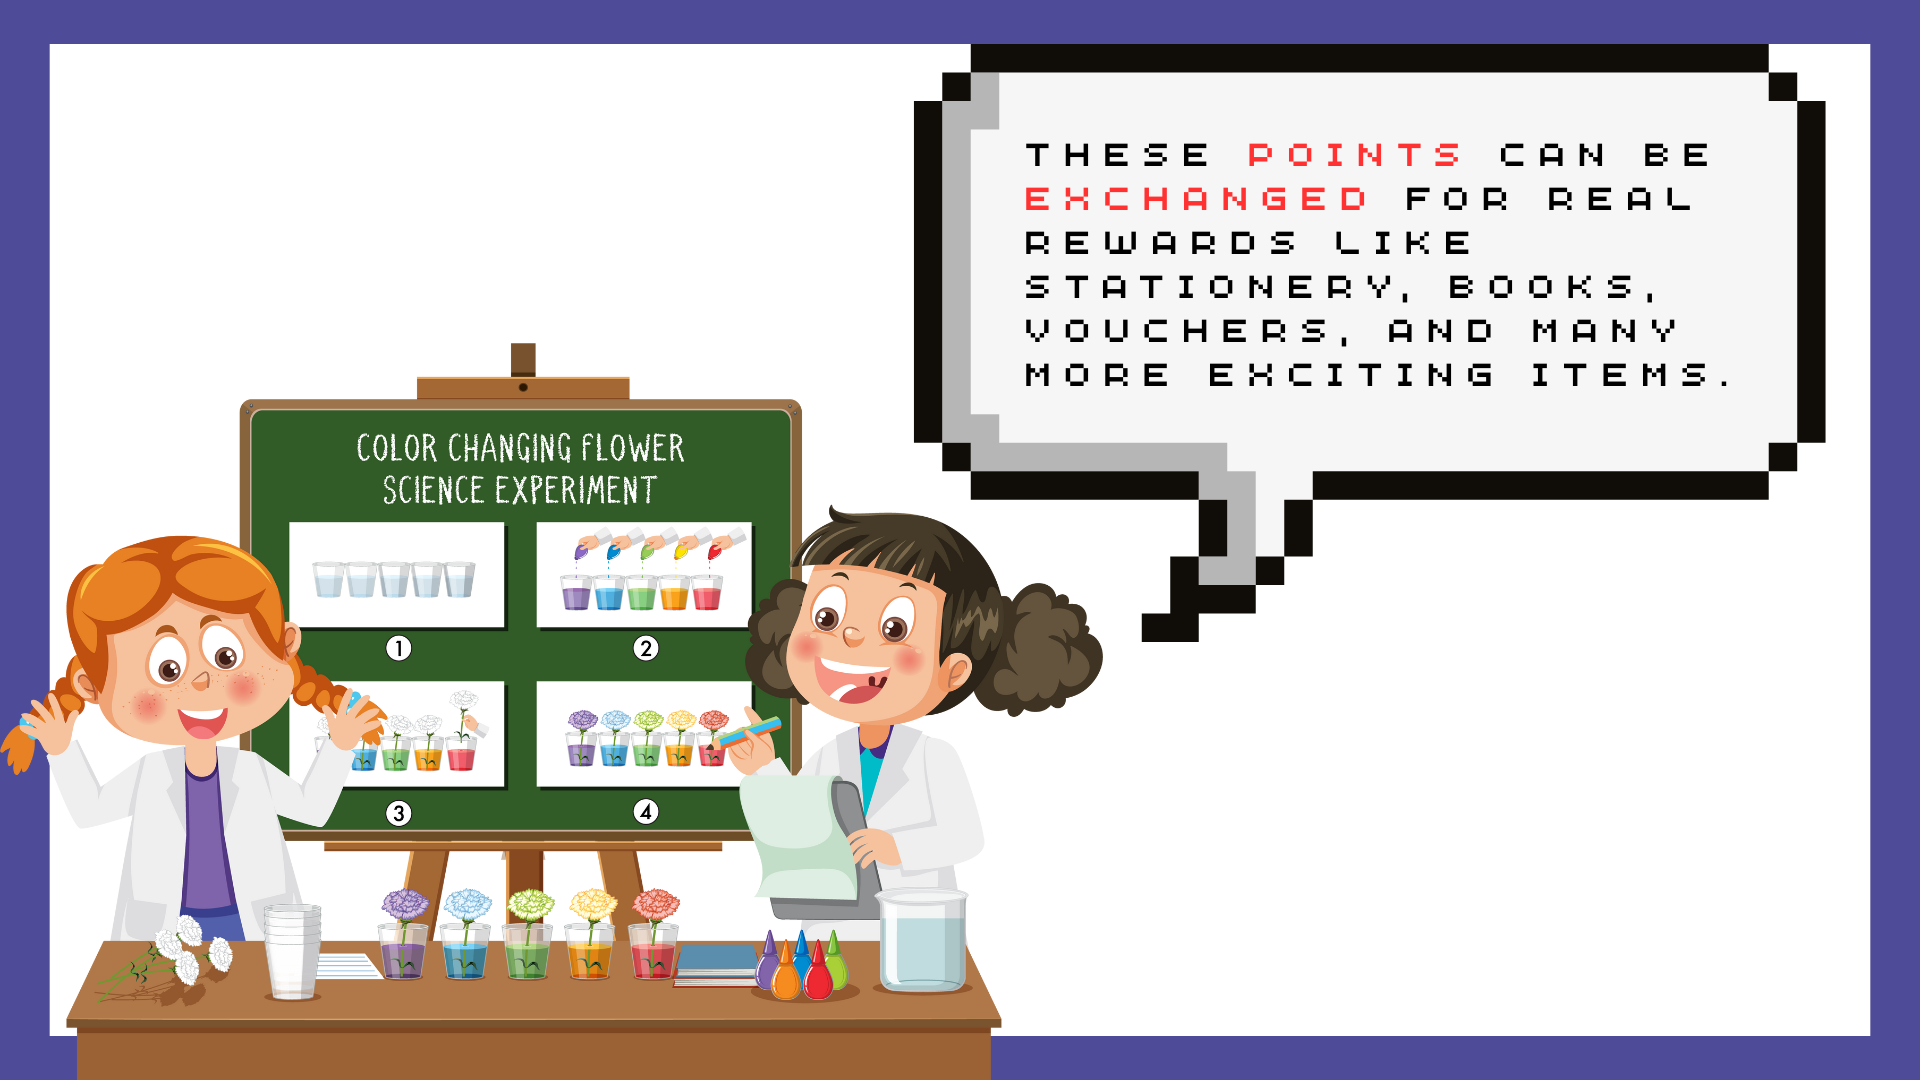 THESE POINTS CAN BE
EXCHANGED FOR REAL
REWARDS LIKE
STATIONERY, BOOKS,
VOUCHERS, AND MANY
MORE EXCITING ITEMS.
COLOR CHANGING FLOWER
SCIENCE EXPERIMENT
1
2
3
4